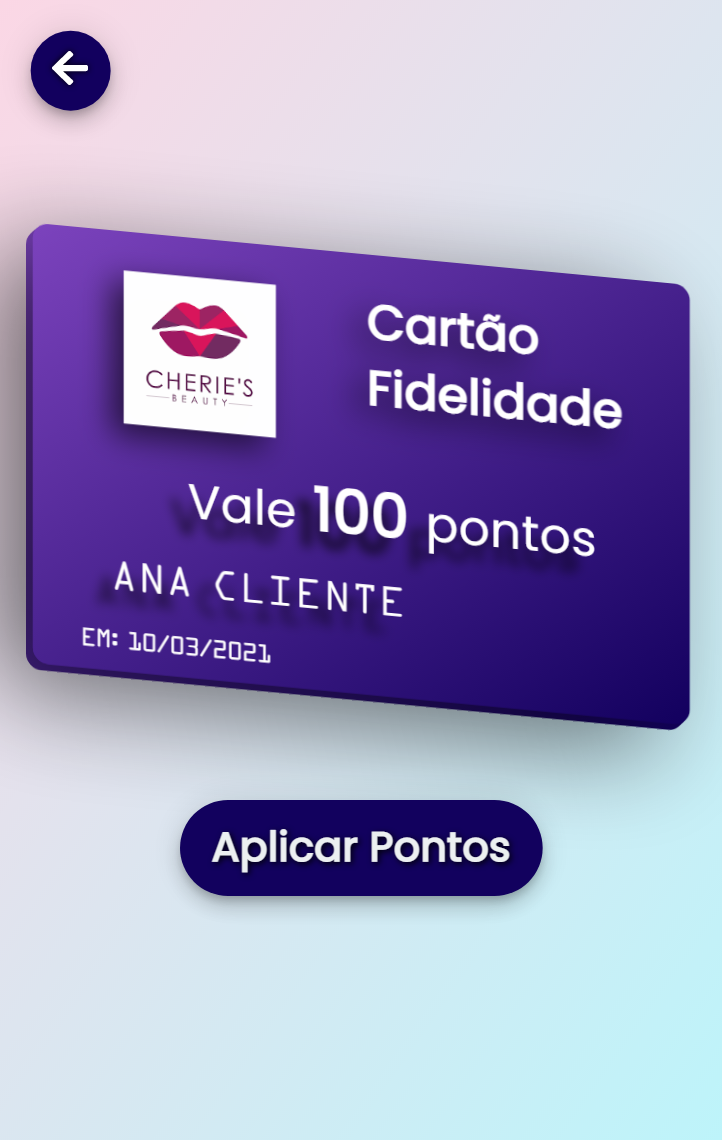 CHERIE'S
BEAUTY
Cartão
Fidelidade
Vale 100 pontos
ANA CLIENTE
EM: 10/03/2021
Aplicar Pontos